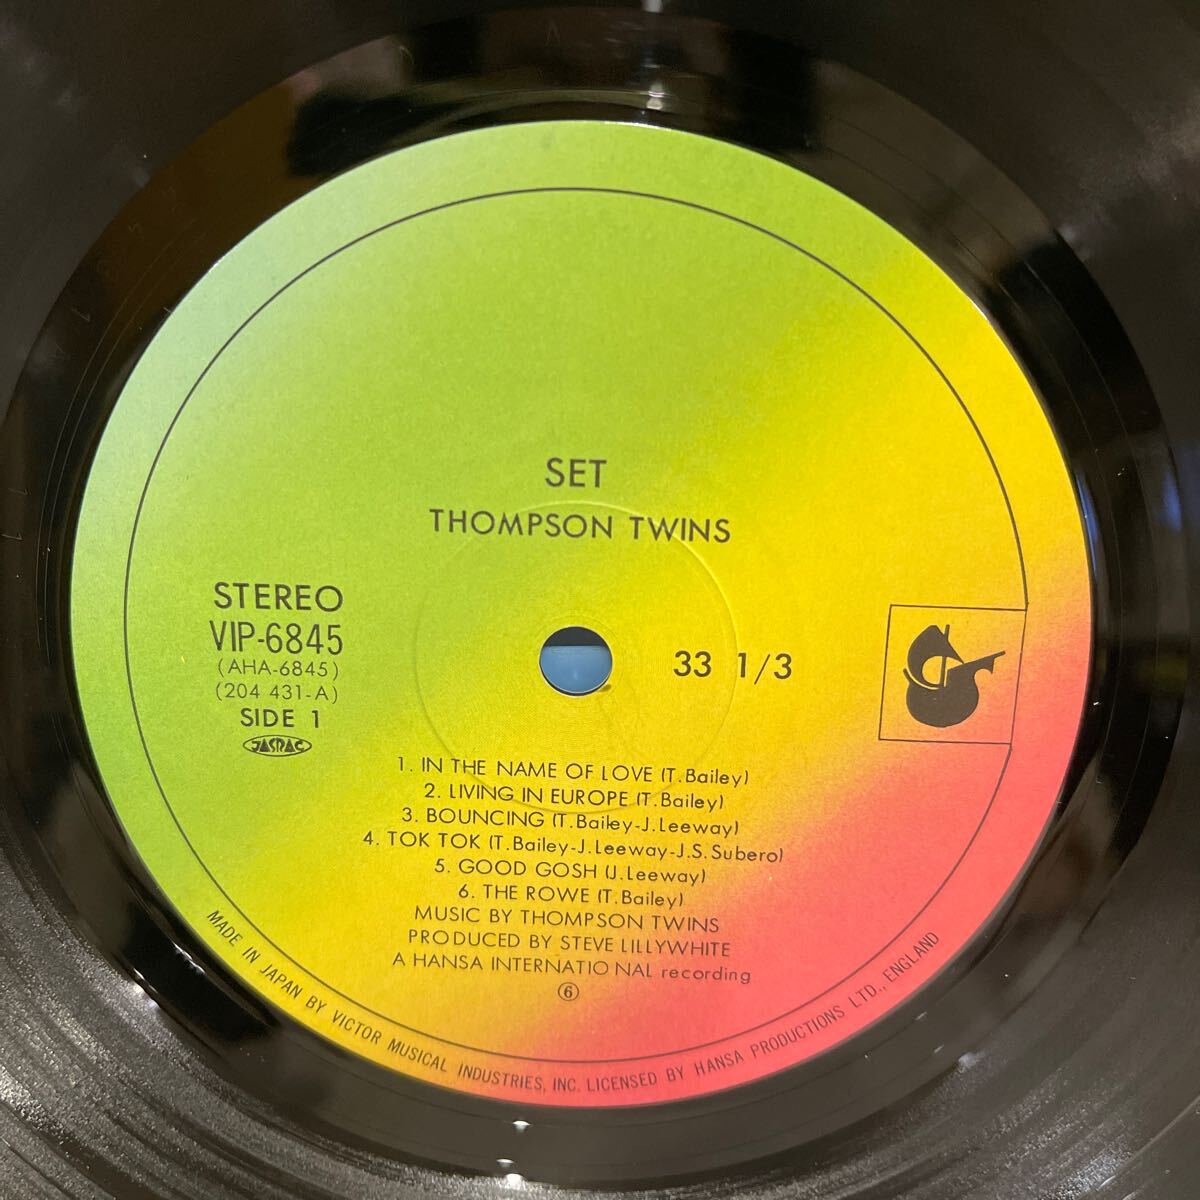 SET
THOMPSON TWINS
STEREO
VIP-6845
(AHA-6845)
(204 431-A)
SIDE 1
JASRAC
33 1/3
1. IN THE NAME OF LOVE (T. Bailey)
2. LIVING IN EUROPE (T. Bailey)
3. BOUNCING (T. Bailey-J. Leeway)
4. TOK TOK (T. Bailey-J. Leeway-J. S. Subero)
5. GOOD GOSH (J. Leeway)
6. THE ROWE (T. Bailey)
MUSIC BY THOMPSON TWINS
PRODUCED BY STEVE LILLYWHITE
A HANSA INTERNATIONAL recording
⑥
MADE IN JAPAN BY VICTOR MUSICAL INDUSTRIES, INC. LICENSED BY HANSA PRODUCTIONS LTD., ENGLAND